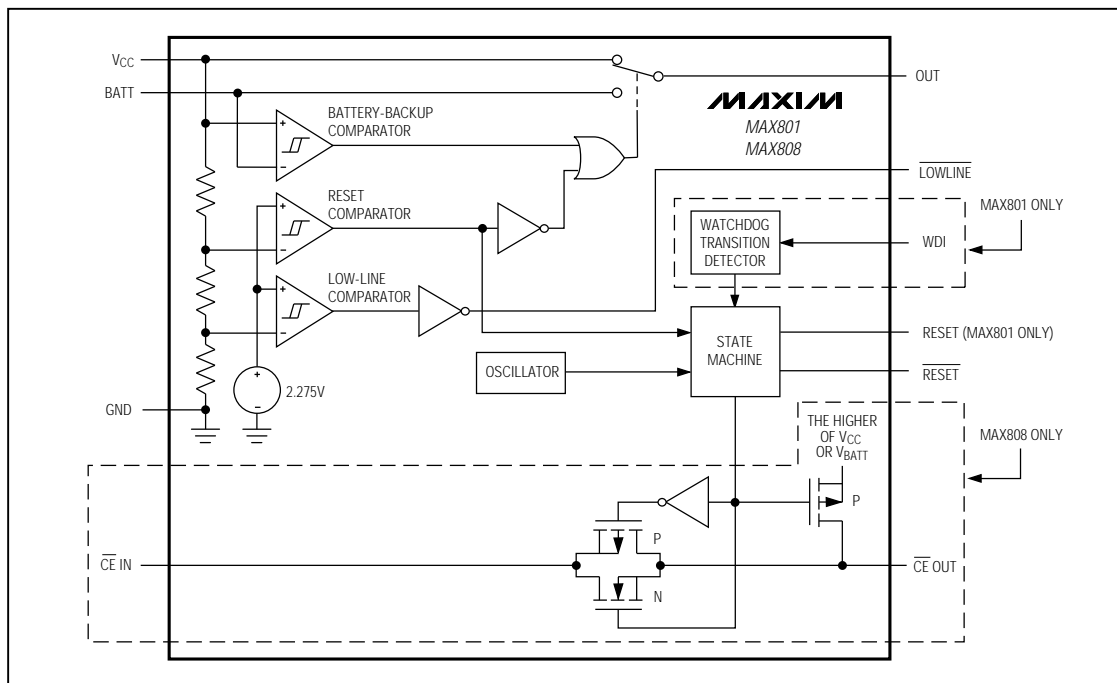 VCC
BATT
OUT
BATTERY-BACKUP
COMPARATOR
+
−
MAXIM
MAX801
MAX808
LOWLINE
RESET
COMPARATOR
+
−
WATCHDOG
TRANSITION
DETECTOR
MAX801 ONLY
WDI
LOW-LINE
COMPARATOR
+
−
STATE
MACHINE
RESET (MAX801 ONLY)
OSCILLATOR
RESET
+
−
2.275V
GND
THE HIGHER
OF VCC
OR VBATT
MAX808 ONLY
P
P
N
CE IN
CE OUT